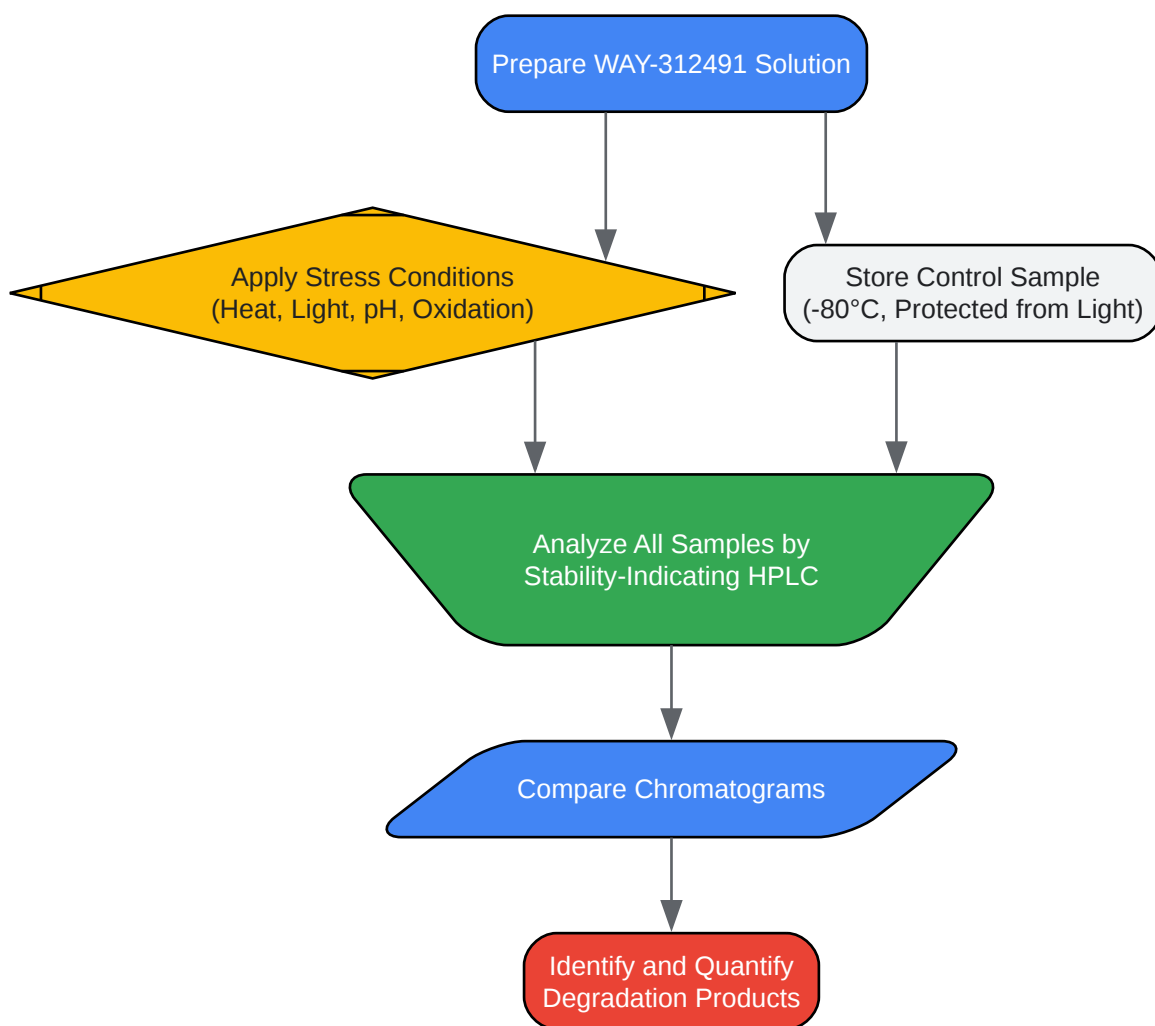 Prepare WAY-312491 Solution
Apply Stress Conditions
(Heat, Light, pH, Oxidation)
Store Control Sample
(-80°C, Protected from Light)
Analyze All Samples by
Stability-Indicating HPLC
Compare Chromatograms
Identify and Quantify
Degradation Products